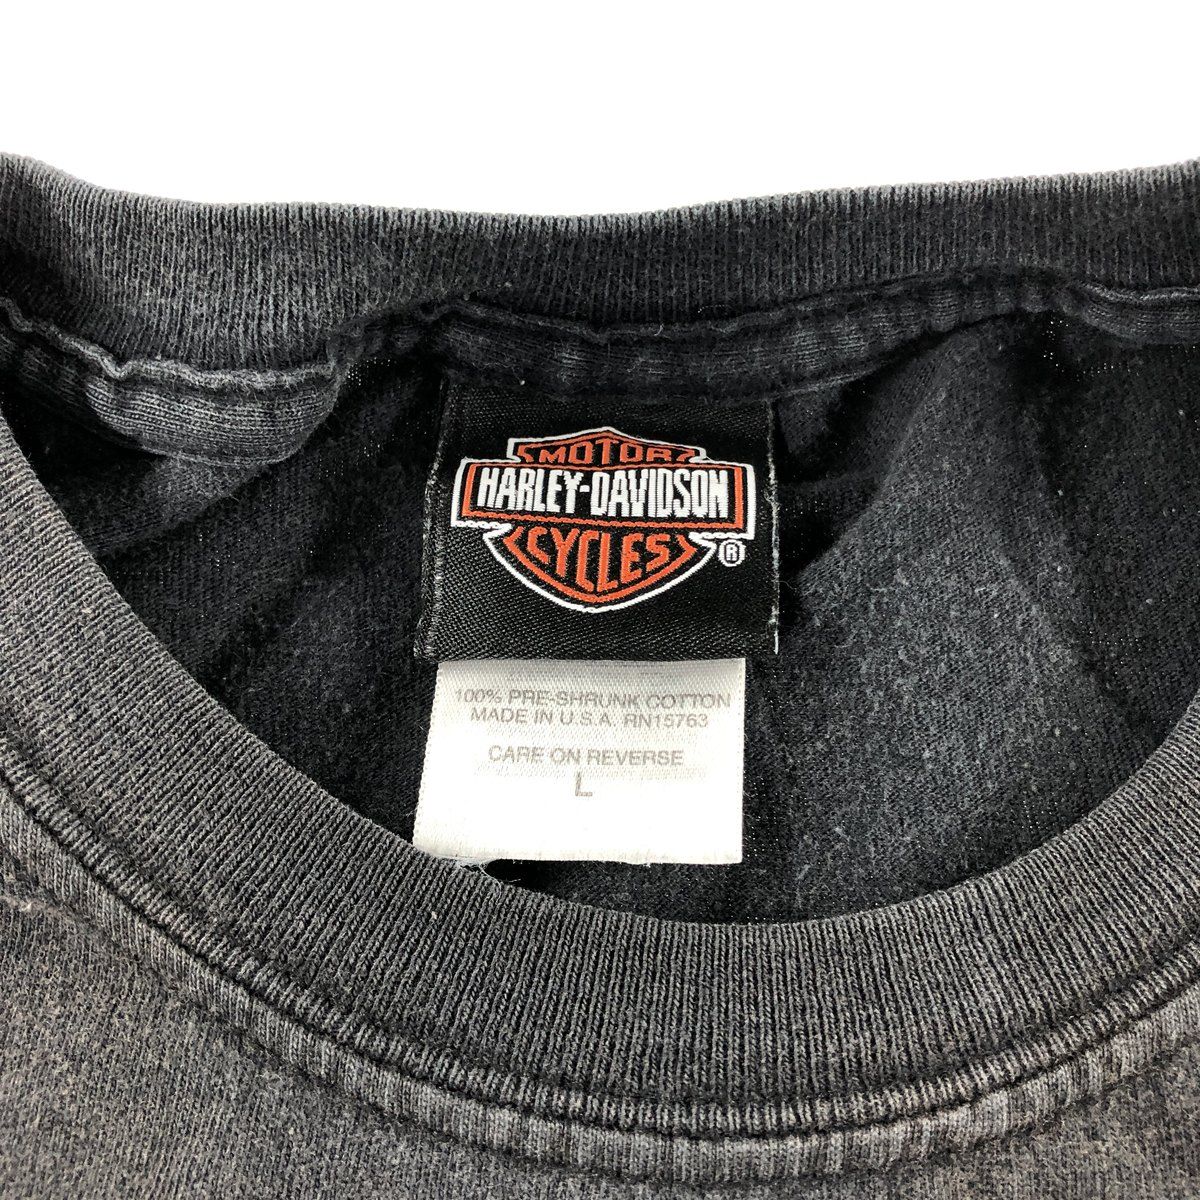 MOTOR
HARLEY-DAVIDSON
CYCLES
®
100% PRE-SHRUNK COTTON
MADE IN U.S.A. RN15763
CARE ON REVERSE
L